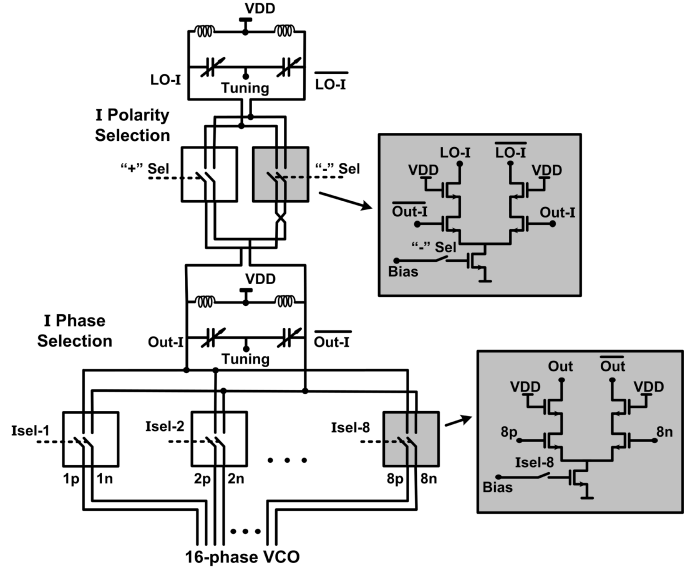 VDD
LO-I
Tuning
LO-I
I Polarity
Selection
"+" Sel
"-" Sel
LO-I
LO-I
VDD
VDD
Out-I
Out-I
"-" Sel
Bias
VDD
I Phase
Selection
Out-I
Tuning
Out-I
Isel-1
Isel-2
Isel-8
1p 1n
2p 2n
8p 8n
Out
Out
VDD
VDD
8p
8n
Isel-8
Bias
16-phase VCO